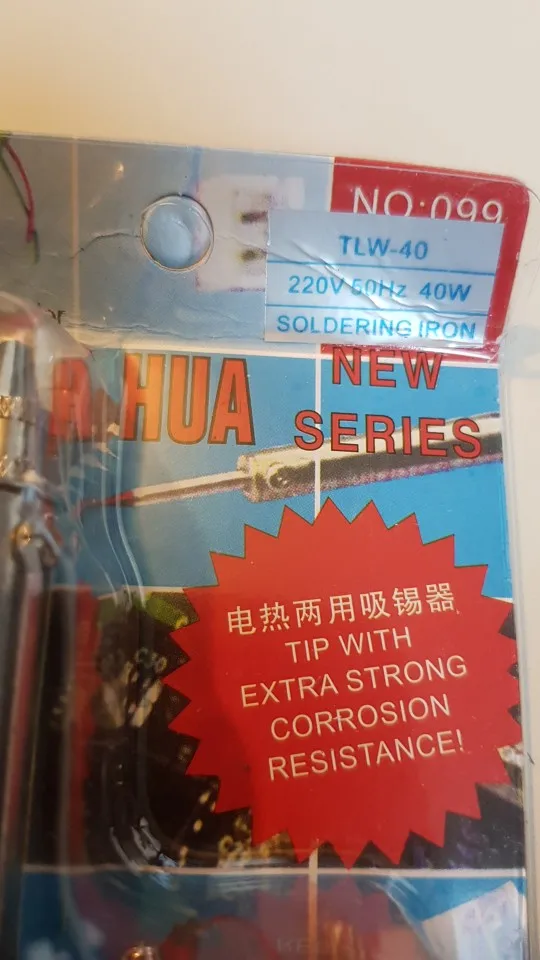 NO:099
TLW-40
220V 50Hz 40W
SOLDERING IRON
HUA
NEW
SERIES
电热两用吸锡器
TIP WITH
EXTRA STRONG
CORROSION
RESISTANCE!